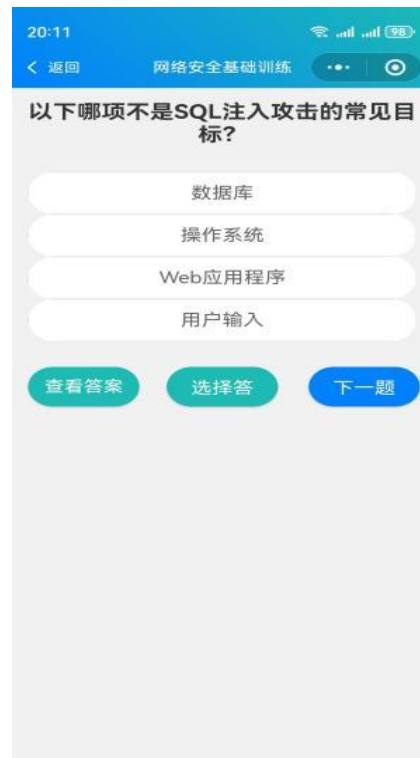 20:11
98
返回
网络安全基础训练
以下哪项不是SQL注入攻击的常见目
标?
数据库
操作系统
Web应用程序
用户输入
查看答案
选择答
下一题